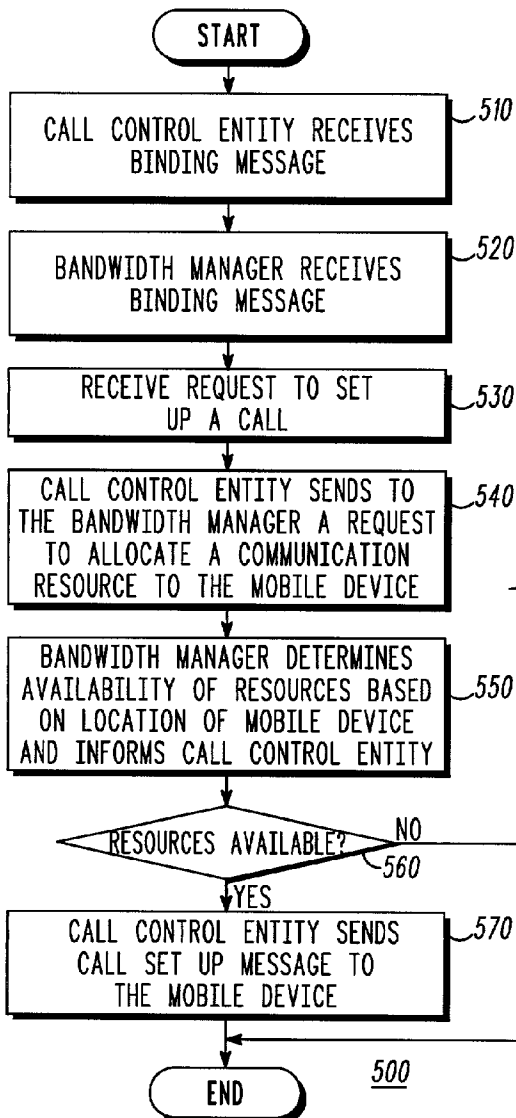 START
510
CALL CONTROL ENTITY RECEIVES
BINDING MESSAGE
520
BANDWIDTH MANAGER RECEIVES
BINDING MESSAGE
530
RECEIVE REQUEST TO SET
UP A CALL
540
CALL CONTROL ENTITY SENDS TO
THE BANDWIDTH MANAGER A REQUEST
TO ALLOCATE A COMMUNICATION
RESOURCE TO THE MOBILE DEVICE
550
BANDWIDTH MANAGER DETERMINES
AVAILABILITY OF RESOURCES BASED
ON LOCATION OF MOBILE DEVICE
AND INFORMS CALL CONTROL ENTITY
RESOURCES AVAILABLE?
NO
560
YES
570
CALL CONTROL ENTITY SENDS
CALL SET UP MESSAGE TO
THE MOBILE DEVICE
END
500